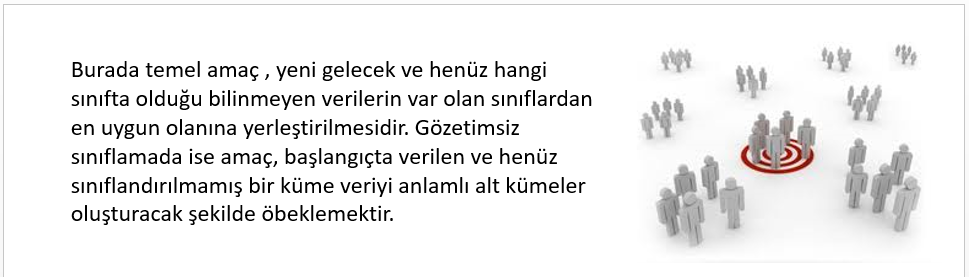 Burada temel amaç , yeni gelecek ve henüz hangi
sınıfta olduğu bilinmeyen verilerin var olan sınıflardan
en uygun olanına yerleştirilmesidir. Gözetimsiz
sınıflamada ise amaç, başlangıçta verilen ve henüz
sınıflandırılmamış bir küme veriyi anlamlı alt kümeler
oluşturacak şekilde öbeklemektir.